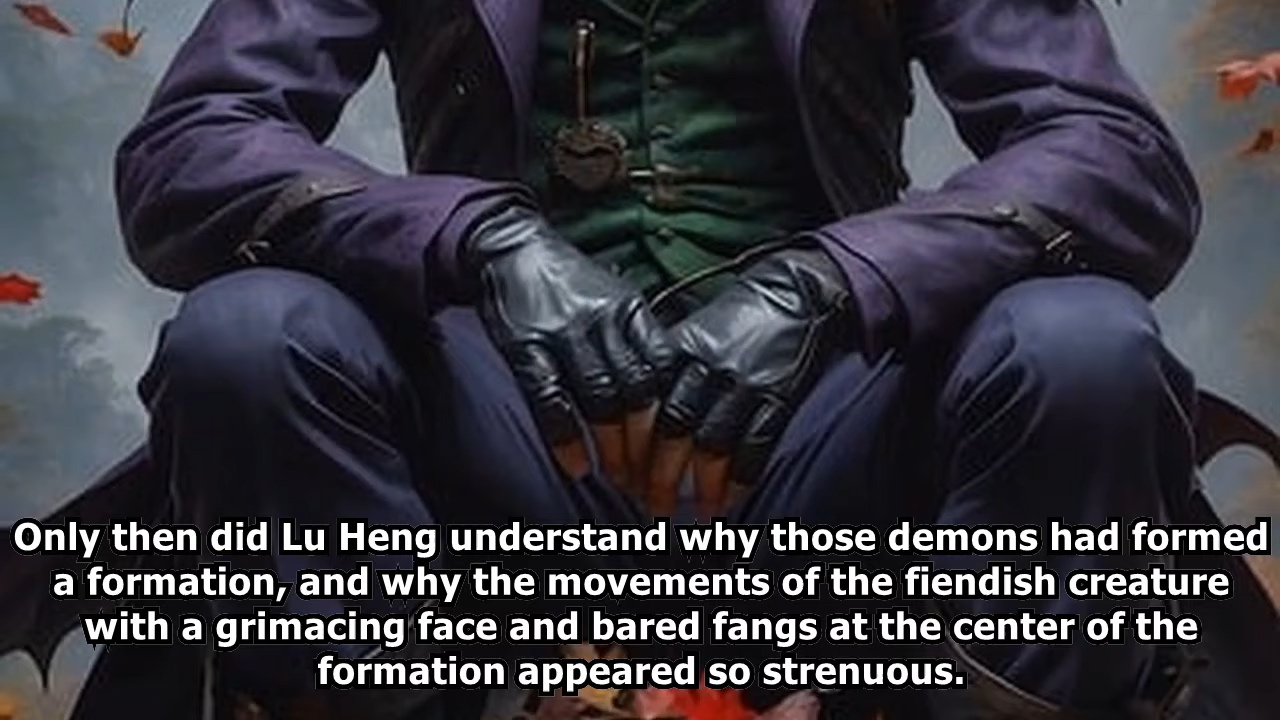 Only then did Lu Heng understand why those demons had formed
a formation, and why the movements of the fiendish creature
with a grimacing face and bared fangs at the center of the
formation appeared so strenuous.